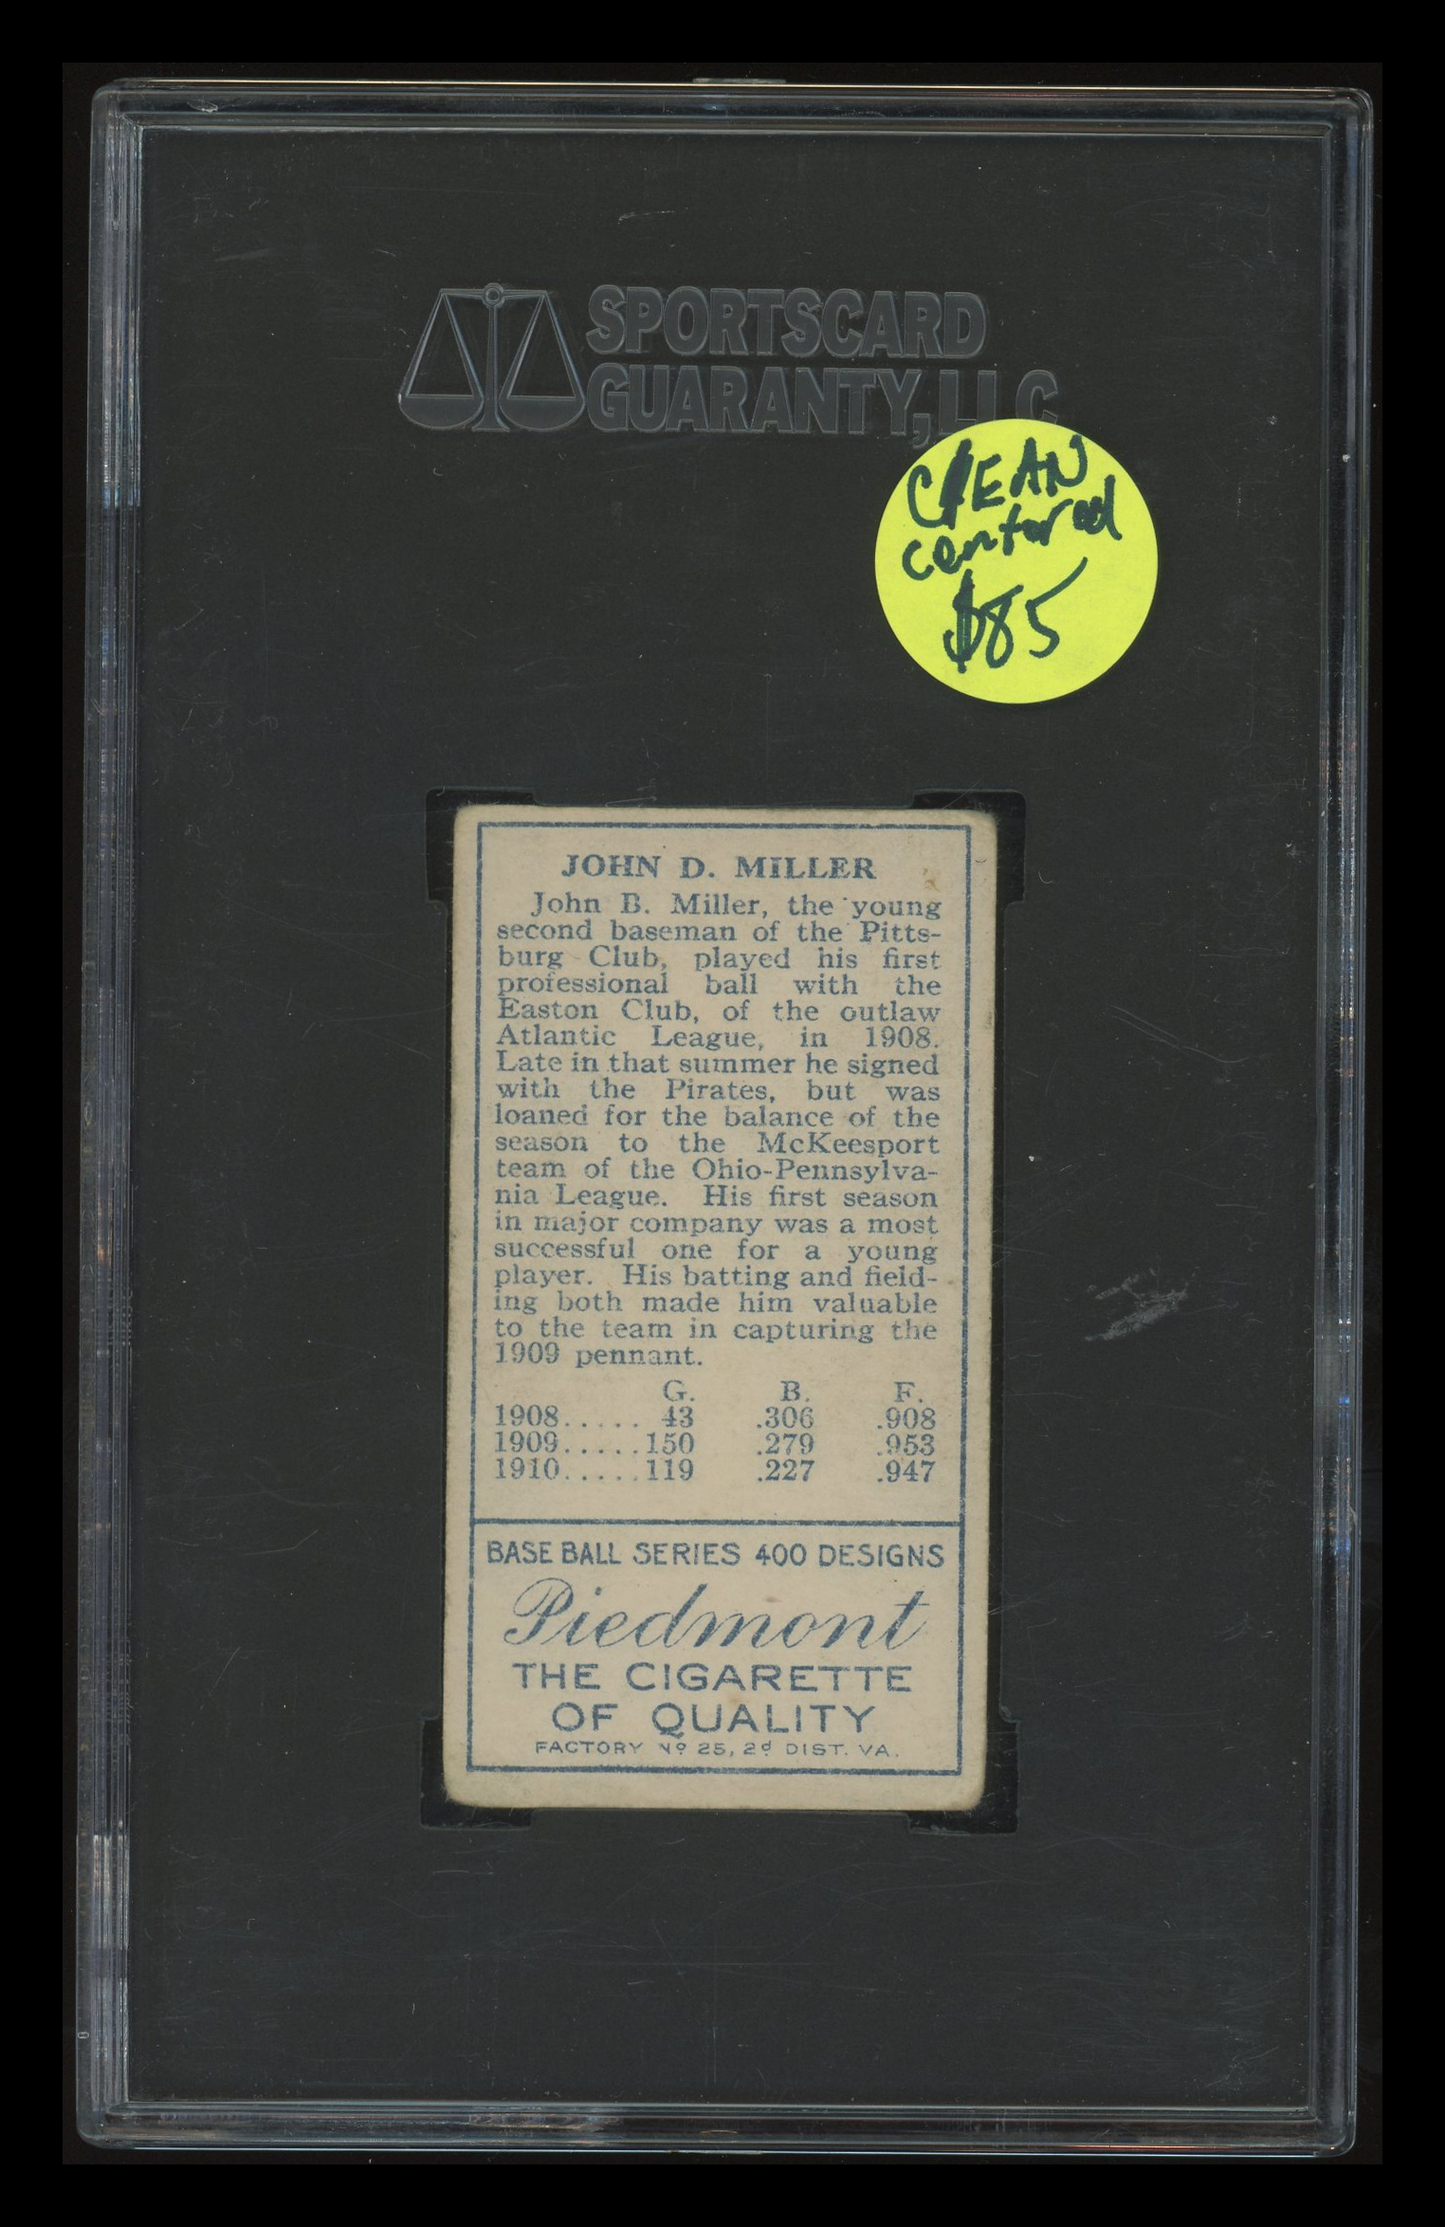 SPORTSCARD
GUARANTY, LLC
CLEAN
centered
$85
JOHN D. MILLER
John B. Miller, the young
second baseman of the Pitts-
burg Club, played his first
professional ball with the
Easton Club, of the outlaw
Atlantic League, in 1908.
Late in that summer he signed
with the Pirates, but was
loaned for the balance of the
season to the McKeesport
team of the Ohio-Pennsylva-
nia League. His first season
in major company was a most
successful one for a young
player. His batting and field-
ing both made him valuable
to the team in capturing the
1909 pennant.
G. B. F.
1908..... 43 .306 .908
1909.....150 .279 .953
1910.....119 .227 .947
BASE BALL SERIES 400 DESIGNS
Piedmont
THE CIGARETTE
OF QUALITY
FACTORY Nº 25, 2d DIST. VA.